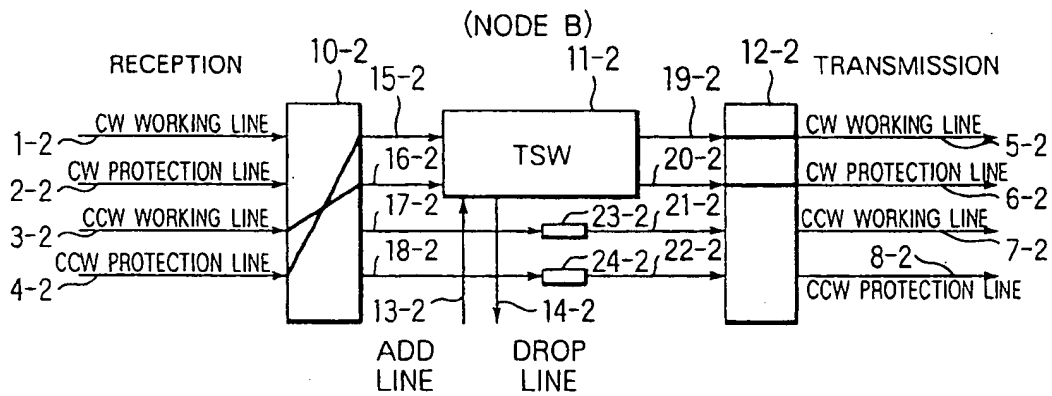 (NODE B)
RECEPTION
10-2
15-2
11-2
19-2
12-2
TRANSMISSION
CW WORKING LINE
1-2
TSW
CW WORKING LINE
5-2
CW PROTECTION LINE
2-2
16-2
20-2
CW PROTECTION LINE
6-2
CCW WORKING LINE
3-2
17-2
23-2
21-2
CCW WORKING LINE
7-2
CCW PROTECTION LINE
4-2
18-2
24-2
22-2
8-2
CCW PROTECTION LINE
13-2
14-2
ADD
LINE
DROP
LINE